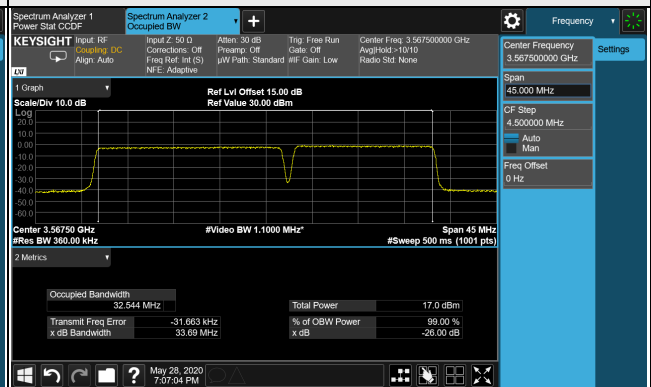 Spectrum Analyzer 1
Power Stat CCDF
Spectrum Analyzer 2
Occupied BW
Frequency
KEYSIGHT
Input: RF
Coupling: DC
Align: Auto
Input Z: 50 Ω
Corrections: Off
Freq Ref: Int (S)
NFE: Adaptive
Atten: 30 dB
Preamp: Off
µW Path: Standard
Trig: Free Run
Gate: Off
#IF Gain: Low
Center Freq: 3.567500000 GHz
Avg|Hold:>10/10
Radio Std: None
LXI
Center Frequency
3.567500000 GHz
Settings
Span
45.000 MHz
CF Step
4.500000 MHz
Auto
Man
Freq Offset
0 Hz
1 Graph
Scale/Div 10.0 dB
Ref Lvl Offset 15.00 dB
Ref Value 30.00 dBm
Log
20.0
10.0
0.00
-10.0
-20.0
-30.0
-40.0
-50.0
-60.0
Center 3.56750 GHz
#Res BW 360.00 kHz
#Video BW 1.1000 MHz*
Span 45 MHz
#Sweep 500 ms (1001 pts)
2 Metrics
Occupied Bandwidth
32.544 MHz
Total Power 17.0 dBm
Transmit Freq Error -31.663 kHz
% of OBW Power 99.00 %
x dB Bandwidth 33.69 MHz
x dB -26.00 dB
?
May 28, 2020
7:07:04 PM